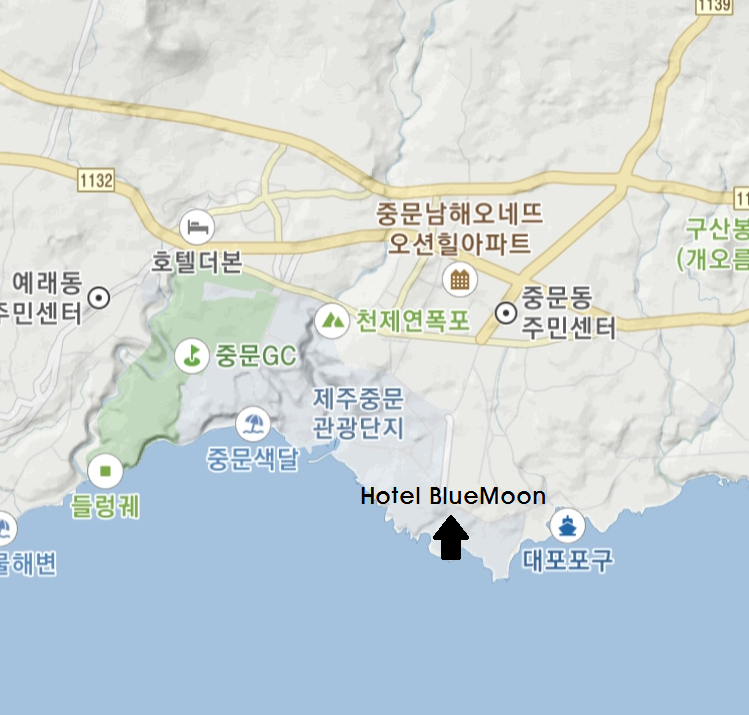 1139
1132
11
중문남해오네뜨
오션힐아파트
구산봉
(개오름
호텔더본
예래동
주민센터
중문동
주민센터
천제연폭포
중문GC
제주중문
관광단지
중문색달
들렁궤
Hotel BlueMoon
대포포구
물해변